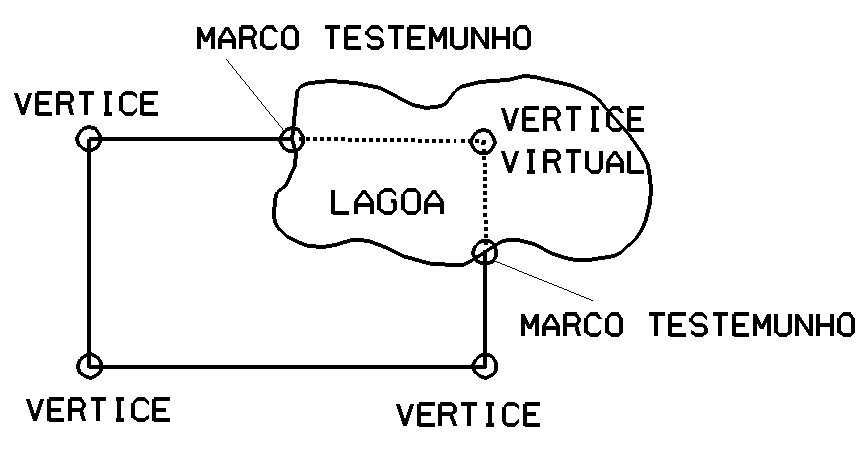 MARCO TESTEMUNHO
VERTICE
VERTICE
VIRTUAL
LAGOA
MARCO TESTEMUNHO
VERTICE
VERTICE